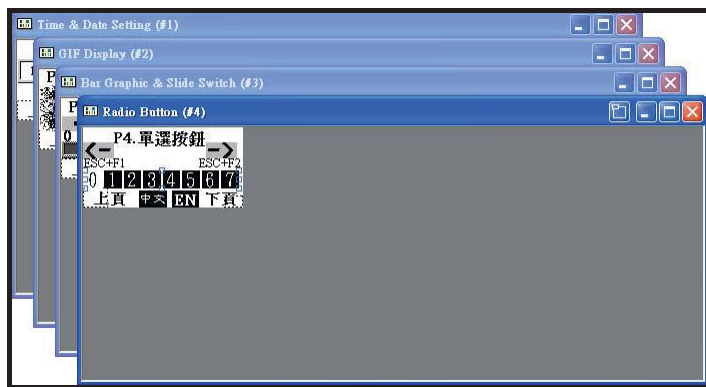 Time & Date Setting (#1)
GIF Display (#2)
Bar Graphic & Slide Switch (#3)
Radio Button (#4)
P4.單選按鈕
ESC+F1 ESC+F2
0 1 2 3 4 5 6 7
上頁 中文 EN 下頁